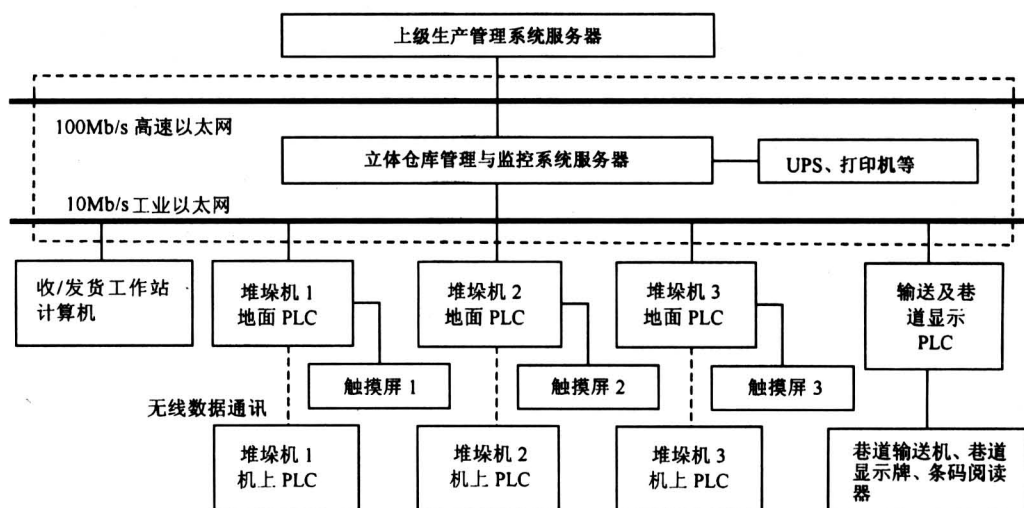 上级生产管理系统服务器
100Mb/s 高速以太网
立体仓库管理与监控系统服务器
UPS、打印机等
10Mb/s工业以太网
收/发货工作站
计算机
堆垛机 1
地面 PLC
堆垛机 2
地面 PLC
堆垛机 3
地面 PLC
输送及巷
道显示
PLC
触摸屏 1
触摸屏 2
触摸屏 3
无线数据通讯
堆垛机 1
机上 PLC
堆垛机 2
机上 PLC
堆垛机 3
机上 PLC
巷道输送机、巷道
显示牌、条码阅读
器